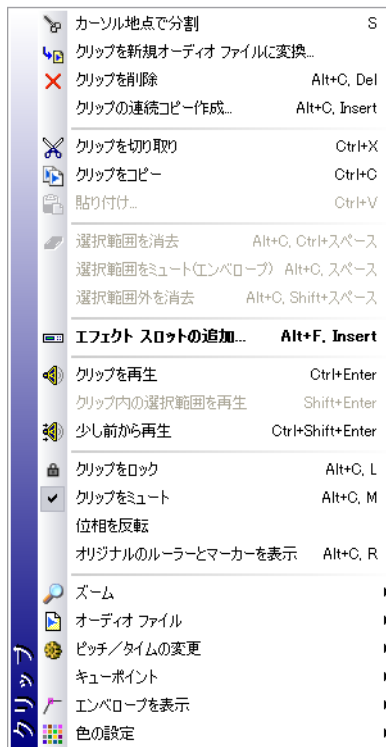 カーソル地点で分割 S
クリップを新規オーディオ ファイルに変換...
クリップを削除 Alt+C, Del
クリップの連続コピー作成... Alt+C, Insert
クリップを切り取り Ctrl+X
クリップをコピー Ctrl+C
貼り付け... Ctrl+V
選択範囲を消去 Alt+C, Ctrl+スペース
選択範囲をミュート(エンベロープ) Alt+C, スペース
選択範囲外を消去 Alt+C, Shift+スペース
エフェクト スロットの追加... Alt+F, Insert
クリップを再生 Ctrl+Enter
クリップ内の選択範囲を再生 Shift+Enter
少し前から再生 Ctrl+Shift+Enter
クリップをロック Alt+C, L
クリップをミュート Alt+C, M
位相を反転
オリジナルのルーラーとマーカーを表示 Alt+C, R
ズーム
オーディオ ファイル
ピッチ／タイムの変更
キューポイント
エンベロープを表示
色の設定
クリップ